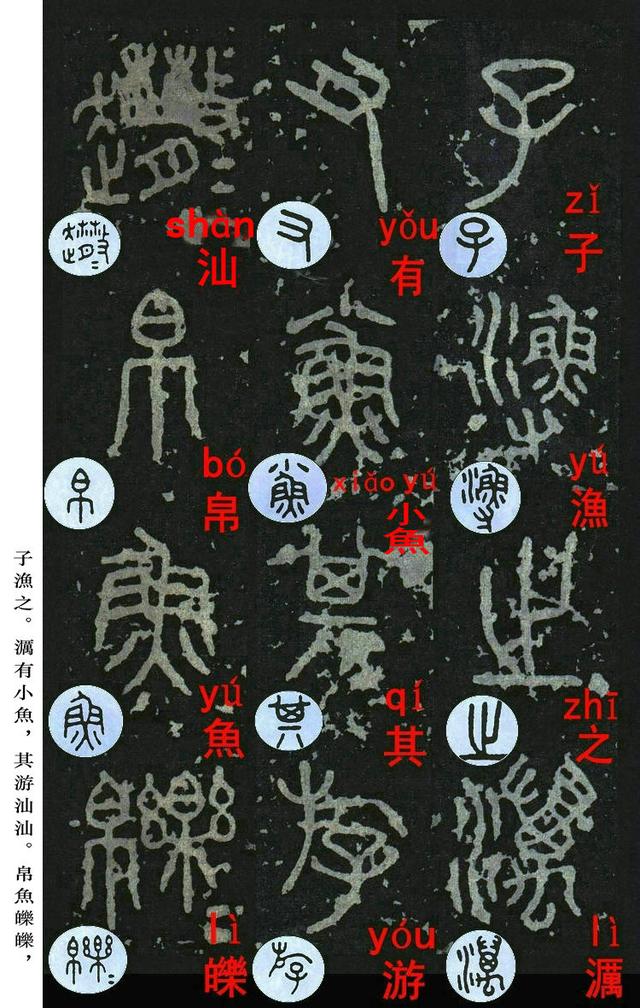 zǐ
子
yú
漁
zhī
之
lì
濿
yǒu
有
xiǎo yú
小魚
qí
其
yóu
游
shàn
汕
bó
帛
yú
魚
lì
皪
子漁之。濿有小魚，其游汕汕。帛魚皪皪，